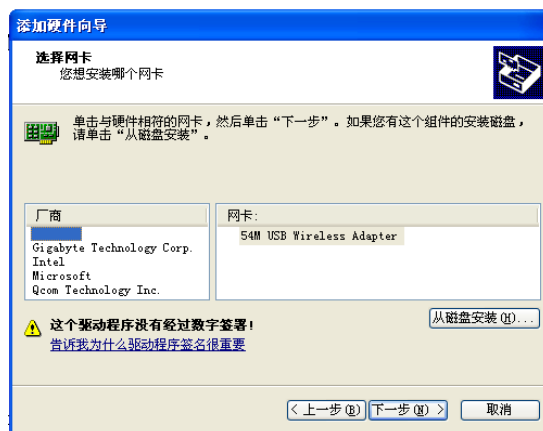 添加硬件向导
选择网卡
您想安装哪个网卡
单击与硬件相符的网卡，然后单击“下一步”。如果您有这个组件的安装磁盘，
请单击“从磁盘安装”。
厂商
网卡:
Gigabyte Technology Corp.
Intel
Microsoft
Qcom Technology Inc.
54M USB Wireless Adapter
这个驱动程序没有经过数字签署!
告诉我为什么驱动程序签名很重要
从磁盘安装(H)...
< 上一步(B)
下一步(N) >
取消